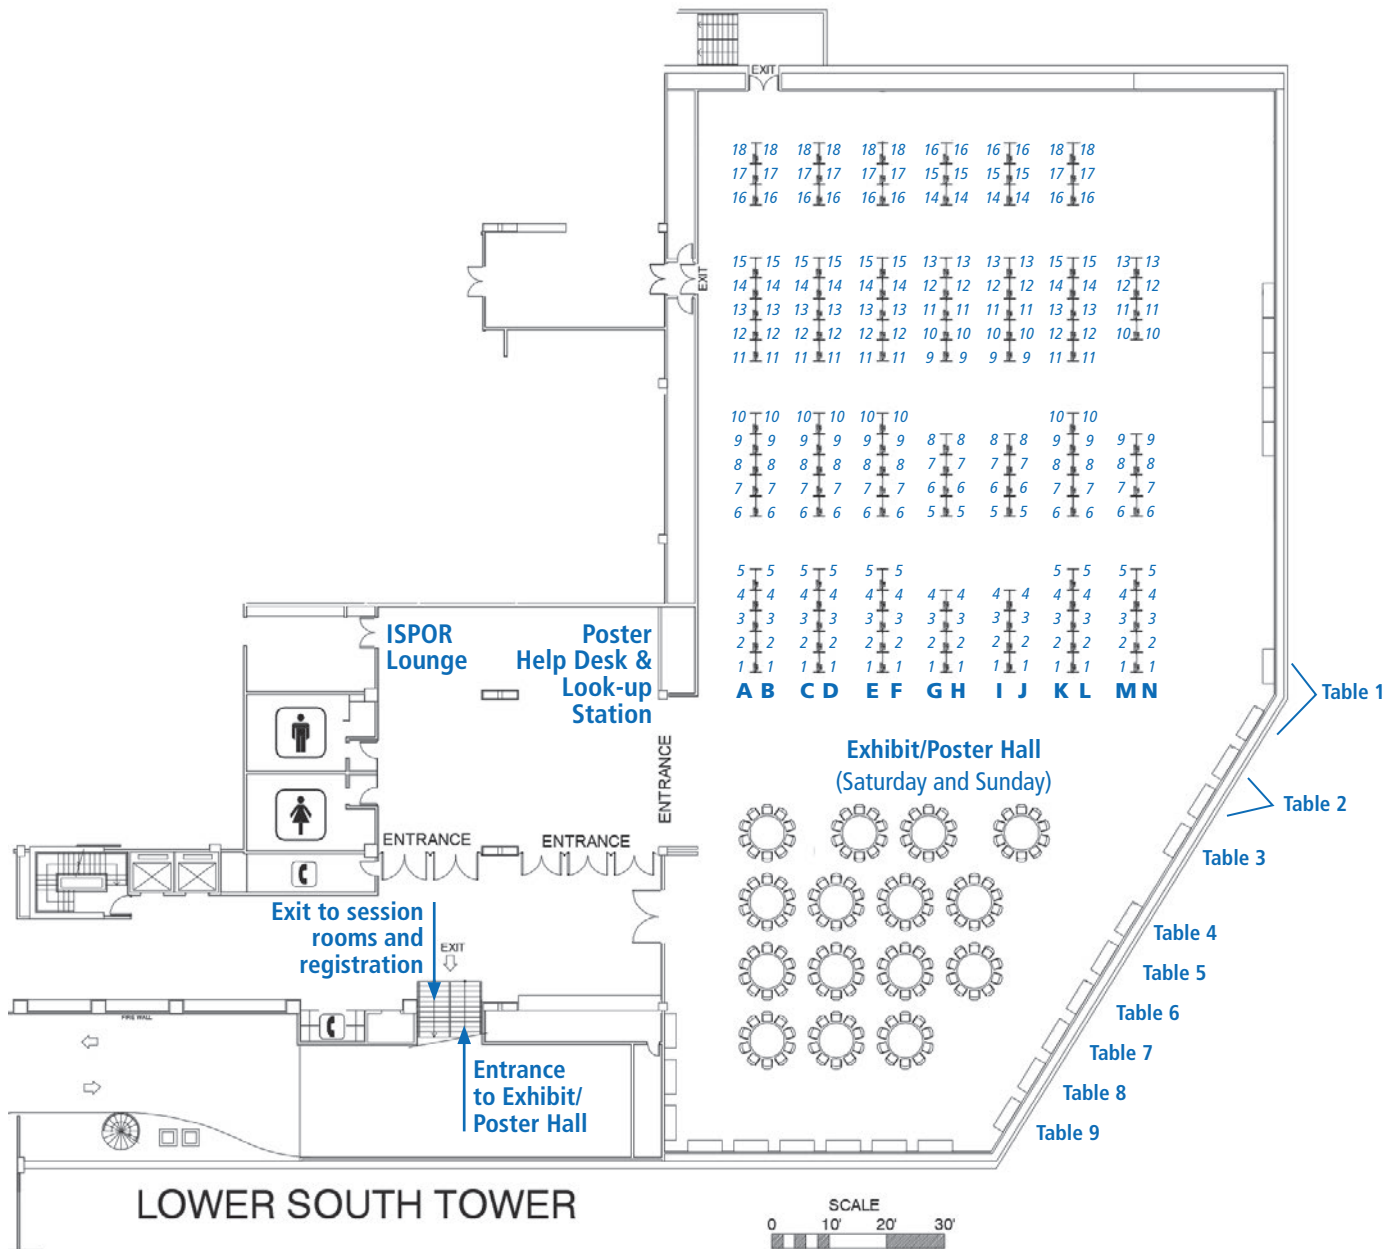 EXIT
18 18 18 18 18 18 16 16 16 16 18 18
17 17 17 17 17 17 15 15 15 15 17 17
16 16 16 16 16 16 14 14 14 14 16 16
EXIT
15 15 15 15 15 15 13 13 13 13 15 15 13 13
14 14 14 14 14 14 12 12 12 12 14 14 12 12
13 13 13 13 13 13 11 11 11 11 13 13 11 11
12 12 12 12 12 12 10 10 10 10 12 12 10 10
11 11 11 11 11 11 9 9 9 9 11 11
10 10 10 10 10 10 10 10
9 9 9 9 9 9 8 8 8 8 9 9 9 9
8 8 8 8 8 8 7 7 7 7 8 8 8 8
7 7 7 7 7 7 6 6 6 6 7 7 7 7
6 6 6 6 6 6 5 5 5 5 6 6 6 6
5 5 5 5 5 5 5 5 5 5
4 4 4 4 4 4 4 4 4 4 4 4 4 4
3 3 3 3 3 3 3 3 3 3 3 3 3 3
2 2 2 2 2 2 2 2 2 2 2 2 2 2
1 1 1 1 1 1 1 1 1 1 1 1 1 1
A B C D E F G H I J K L M N
ISPOR
Lounge
Poster
Help Desk &
Look-up
Station
ENTRANCE
Exhibit/Poster Hall
(Saturday and Sunday)
Table 1
Table 2
Table 3
Table 4
Table 5
Table 6
Table 7
Table 8
Table 9
ENTRANCE
ENTRANCE
Exit to session
rooms and
registration
EXIT
FIRE WALL
Entrance
to Exhibit/
Poster Hall
LOWER SOUTH TOWER
SCALE
0 10' 20' 30'